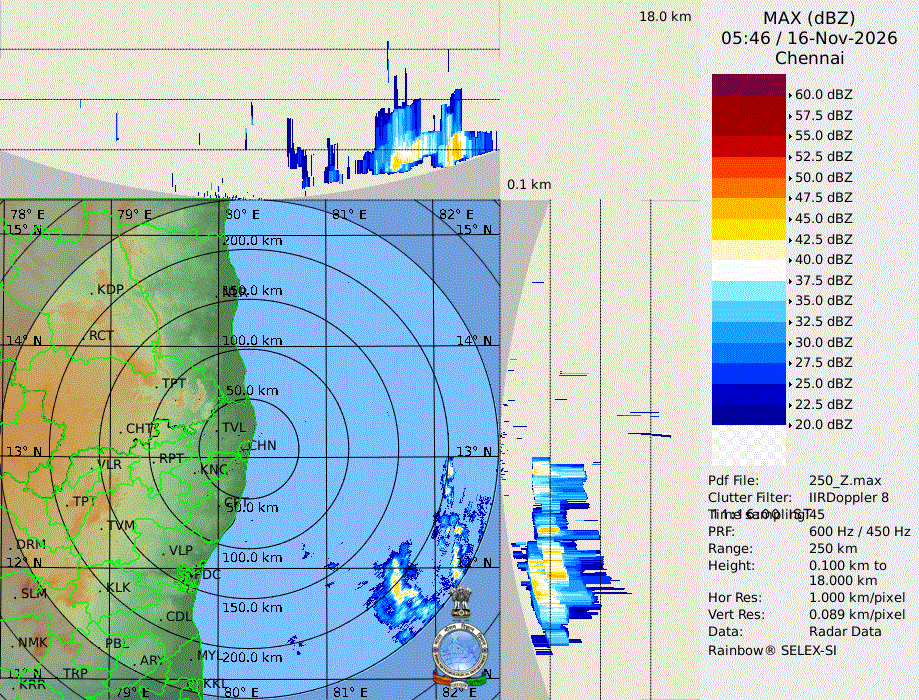 18.0 km
0.1 km
MAX (dBZ)
05:46 / 16-Nov-2026
Chennai
60.0 dBZ
57.5 dBZ
55.0 dBZ
52.5 dBZ
50.0 dBZ
47.5 dBZ
45.0 dBZ
42.5 dBZ
40.0 dBZ
37.5 dBZ
35.0 dBZ
32.5 dBZ
30.0 dBZ
27.5 dBZ
25.0 dBZ
22.5 dBZ
20.0 dBZ
Pdf File: 250_Z.max
Clutter Filter: IIRDoppler 8
PRF: 600 Hz / 450 Hz
Range: 250 km
Height: 0.100 km to
18.000 km
Hor Res: 1.000 km/pixel
Vert Res: 0.089 km/pixel
Data: Radar Data
Rainbow® SELEX-SI
78° E 79° E 80° E 81° E 82° E
15° N 15° N
200.0 km
KDP
150.0 km
RCT
14° N 100.0 km 14° N
TPT
50.0 km
CHT TVL
CHN
13° N 13° N
VLR RPT KNC
TPT
50.0 km
TVM
DRM VLP 100.0 km
12° N
PDC
SLM KLK 150.0 km
CDL
NMK PBL
ARY MYL 200.0 km
TRP
KRR KKL
79° E 80° E 81° E 82° E